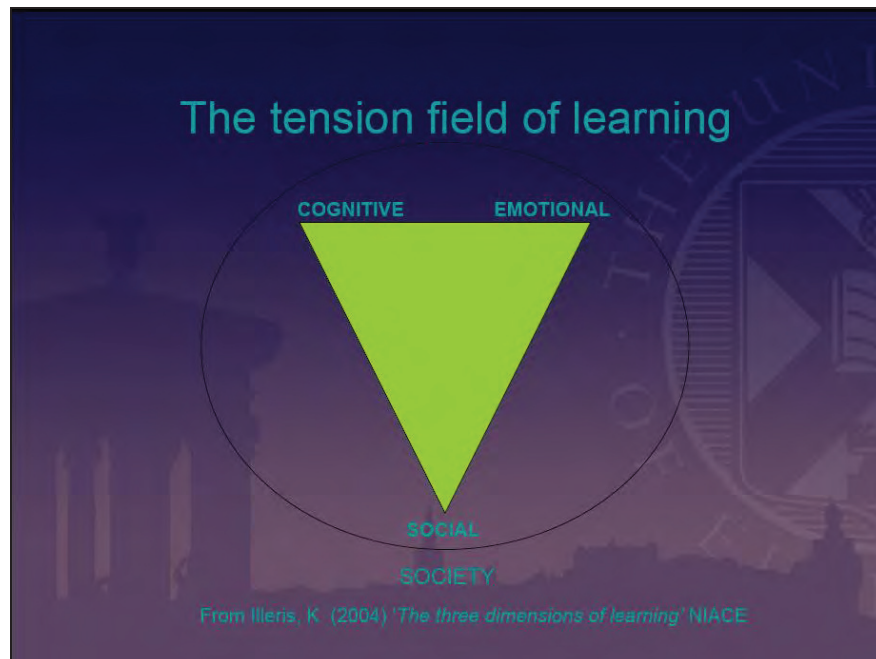 The tension field of learning
COGNITIVE EMOTIONAL
SOCIAL
SOCIETY
From Illeris, K (2004) 'The three dimensions of learning' NIACE